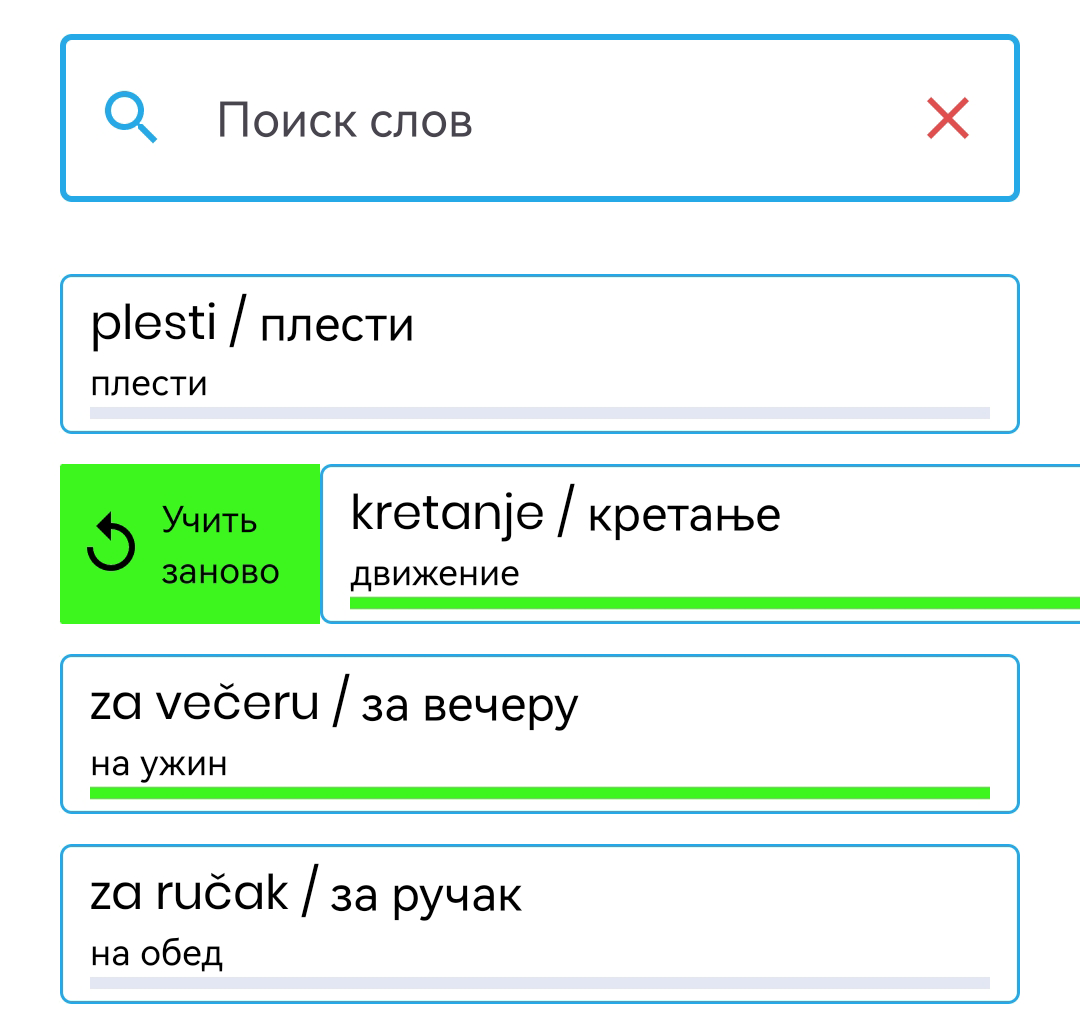 Поиск слов
plesti / плести
плести
Учить
заново
kretanje / кретање
движение
za večeru / за вечеру
на ужин
za ručak / за ручак
на обед